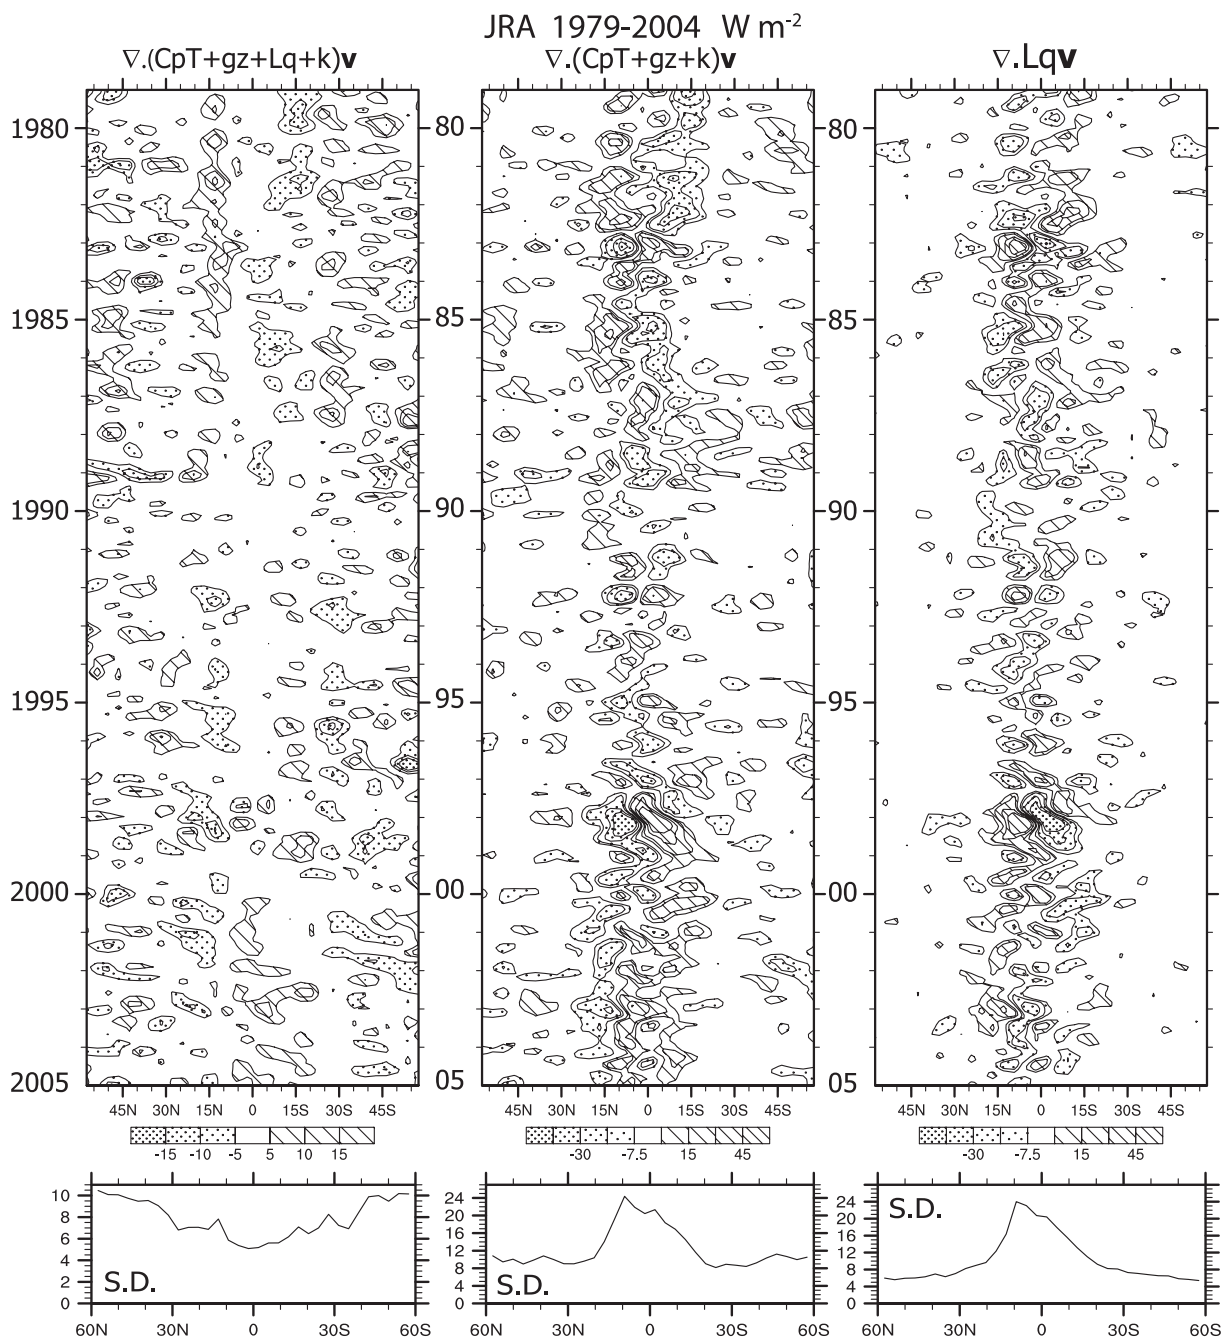 JRA 1979-2004 W m-2
∇.(CpT+gz+Lq+k)v ∇.(CpT+gz+k)v ∇.Lqv
1980 80 80
1985 85 85
1990 90 90
1995 95 95
2000 00 00
2005 05 05
45N 30N 15N 0 15S 30S 45S 45N 30N 15N 0 15S 30S 45S 45N 30N 15N 0 15S 30S 45S
-15 -10 -5 5 10 15 -30 -7.5 15 45 -30 -7.5 15 45
10 24 24
8 20 20
6 16 16
4 12 12
2 8 8
0 4 4
0 0
S.D. S.D. S.D.
60N 30N 0 30S 60S 60N 30N 0 30S 60S 60N 30N 0 30S 60S